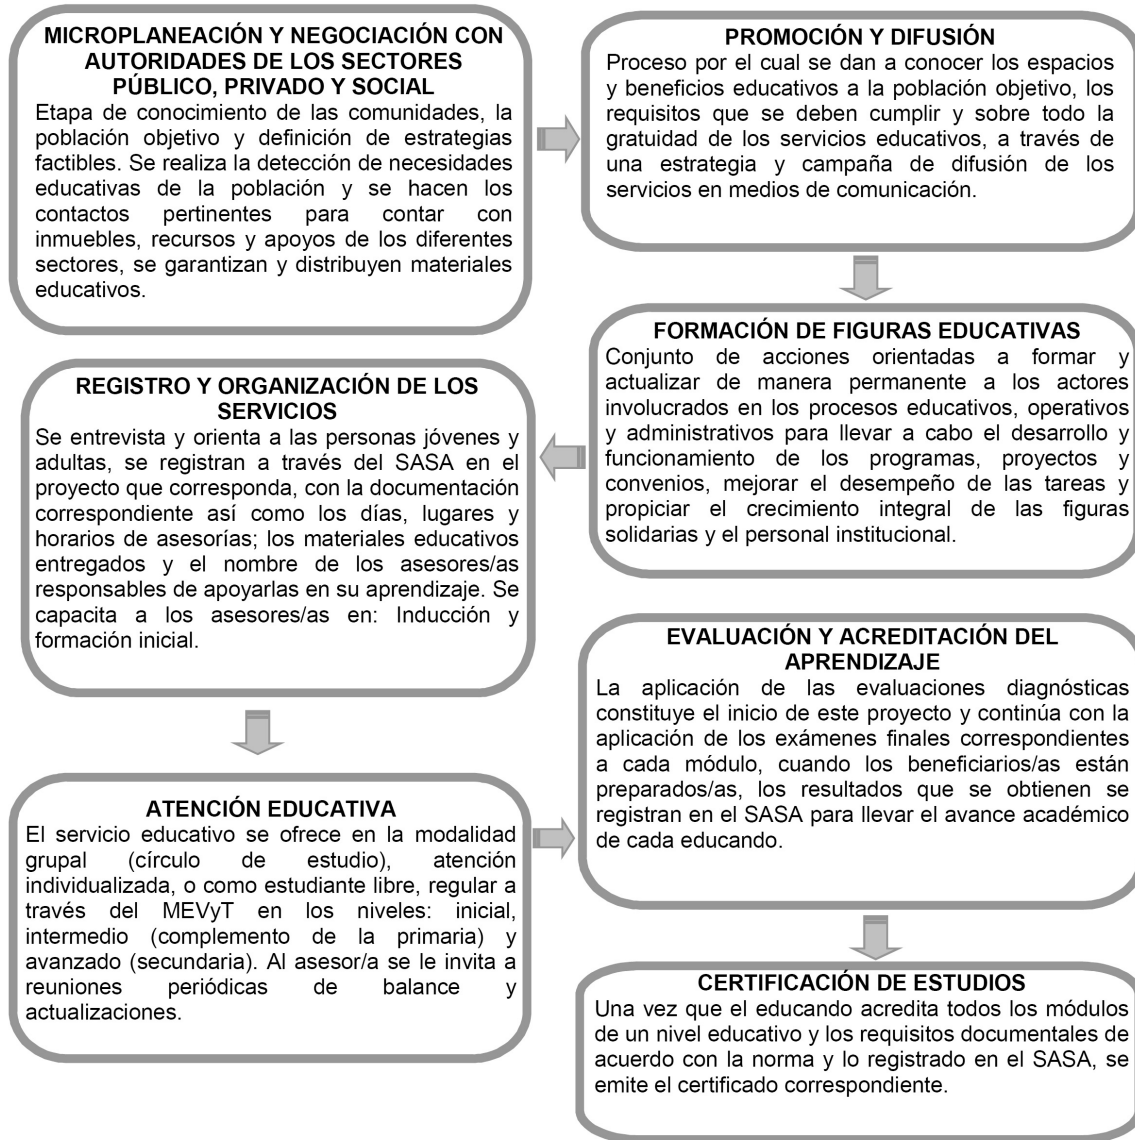 MICROPLANEACIÓN Y NEGOCIACIÓN CON
AUTORIDADES DE LOS SECTORES
PÚBLICO, PRIVADO Y SOCIAL
Etapa de conocimiento de las comunidades, la
población objetivo y definición de estrategias
factibles. Se realiza la detección de necesidades
educativas de la población y se hacen los
contactos pertinentes para contar con
inmuebles, recursos y apoyos de los diferentes
sectores, se garantizan y distribuyen materiales
educativos.
PROMOCIÓN Y DIFUSIÓN
Proceso por el cual se dan a conocer los espacios
y beneficios educativos a la población objetivo, los
requisitos que se deben cumplir y sobre todo la
gratuidad de los servicios educativos, a través de
una estrategia y campaña de difusión de los
servicios en medios de comunicación.
FORMACIÓN DE FIGURAS EDUCATIVAS
Conjunto de acciones orientadas a formar y
actualizar de manera permanente a los actores
involucrados en los procesos educativos, operativos
y administrativos para llevar a cabo el desarrollo y
funcionamiento de los programas, proyectos y
convenios, mejorar el desempeño de las tareas y
propiciar el crecimiento integral de las figuras
solidarias y el personal institucional.
REGISTRO Y ORGANIZACIÓN DE LOS
SERVICIOS
Se entrevista y orienta a las personas jóvenes y
adultas, se registran a través del SASA en el
proyecto que corresponda, con la documentación
correspondiente así como los días, lugares y
horarios de asesorías; los materiales educativos
entregados y el nombre de los asesores/as
responsables de apoyarlas en su aprendizaje. Se
capacita a los asesores/as en: Inducción y
formación inicial.
ATENCIÓN EDUCATIVA
El servicio educativo se ofrece en la modalidad
grupal (círculo de estudio), atención
individualizada, o como estudiante libre, regular a
través del MEVyT en los niveles: inicial,
intermedio (complemento de la primaria) y
avanzado (secundaria). Al asesor/a se le invita a
reuniones periódicas de balance y
actualizaciones.
EVALUACIÓN Y ACREDITACIÓN DEL
APRENDIZAJE
La aplicación de las evaluaciones diagnósticas
constituye el inicio de este proyecto y continúa con la
aplicación de los exámenes finales correspondientes
a cada módulo, cuando los beneficiarios/as están
preparados/as, los resultados que se obtienen se
registran en el SASA para llevar el avance académico
de cada educando.
CERTIFICACIÓN DE ESTUDIOS
Una vez que el educando acredita todos los módulos
de un nivel educativo y los requisitos documentales de
acuerdo con la norma y lo registrado en el SASA, se
emite el certificado correspondiente.